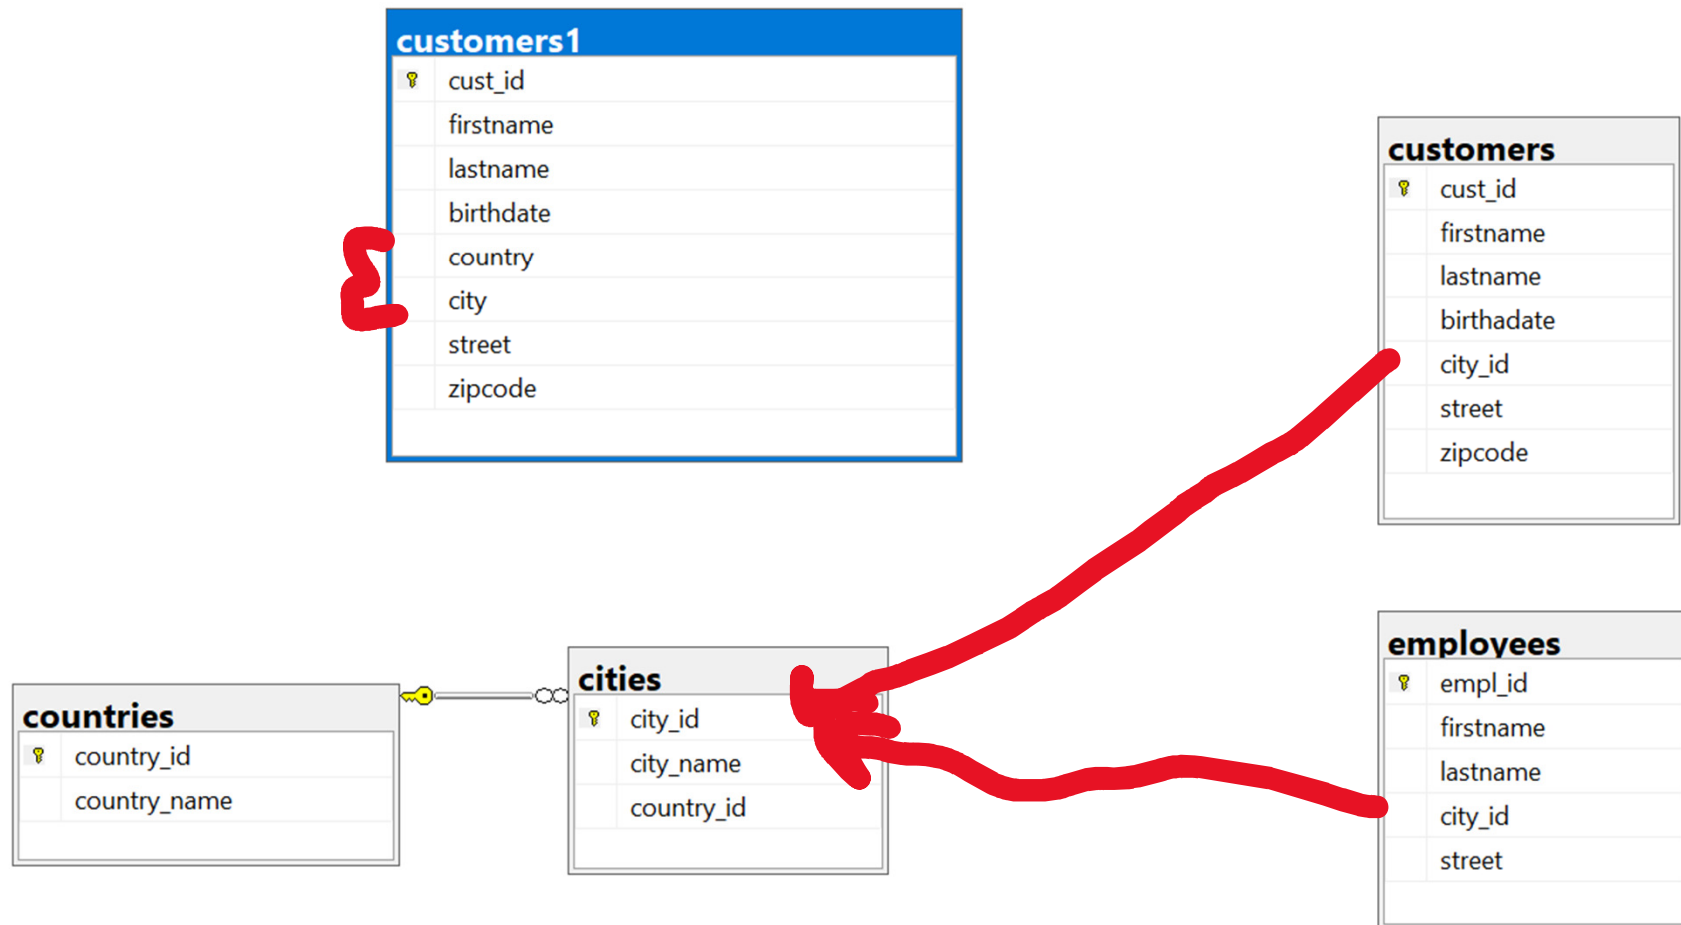 customers1
cust_id
firstname
lastname
birthdate
country
city
street
zipcode
customers
cust_id
firstname
lastname
birthadate
city_id
street
zipcode
countries
country_id
country_name
cities
city_id
city_name
country_id
employees
empl_id
firstname
lastname
city_id
street